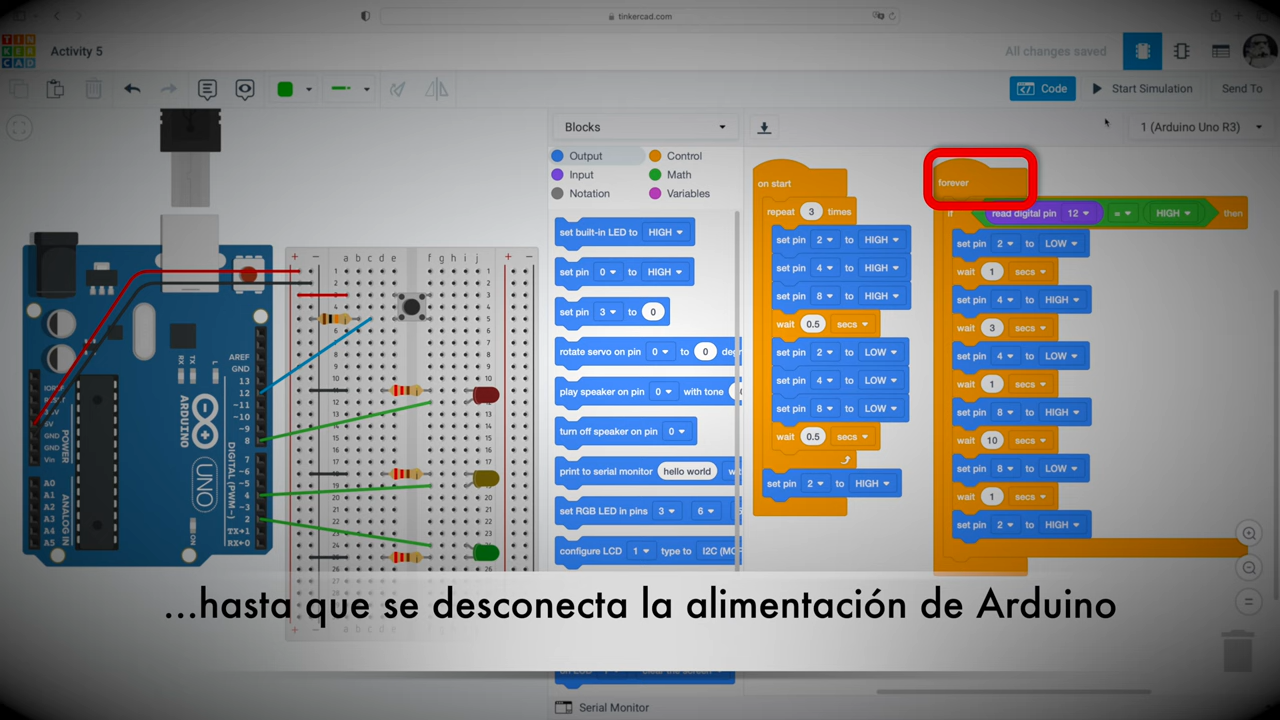 tinkercad.com
TIN
KER
CAD
Activity 5
All changes saved
Code
Start Simulation
Send To
Blocks
1 (Arduino Uno R3)
Output
Control
Input
Math
Notation
Variables
set built-in LED to HIGH
set pin 0 to HIGH
set pin 3 to 0
rotate servo on pin 0 to 0 deg
play speaker on pin 0 with tone
turn off speaker on pin 0
print to serial monitor hello world
set RGB LED in pins 3 6
configure LCD 1 type to I2C (MC
on start
repeat 3 times
set pin 2 to HIGH
set pin 4 to HIGH
set pin 8 to HIGH
wait 0.5 secs
set pin 2 to LOW
set pin 4 to LOW
set pin 8 to LOW
wait 0.5 secs
set pin 2 to HIGH
forever
if read digital pin 12 = HIGH then
set pin 2 to LOW
wait 1 secs
set pin 4 to HIGH
wait 3 secs
set pin 4 to LOW
wait 1 secs
set pin 8 to HIGH
wait 10 secs
set pin 8 to LOW
wait 1 secs
set pin 2 to HIGH
AREF
GND
13
12
~11
~10
~9
8
7
~6
~5
4
~3
2
TX→1
RX←0
DIGITAL (PWM~)
ARDUINO
UNO
TX
RX
L
ON
IOREF
RESET
3.3V
5V
GND
GND
Vin
POWER
A0
A1
A2
A3
A4
A5
ANALOG IN
a b c d e f g h i j
...hasta que se desconecta la alimentación de Arduino
Serial Monitor